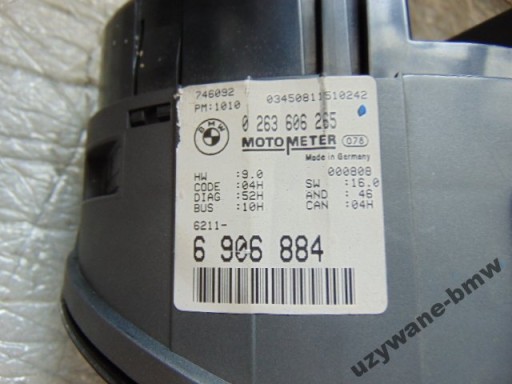 746092 03450811510242
PM:1010
BMW 0 263 606 265
MOTOMETER 078
Made in Germany
HW :9.0 000808
CODE :04H SW :16.0
DIAG :52H AND : 46
BUS :10H CAN :04H
6211-
6 906 884
uzywane-bmw